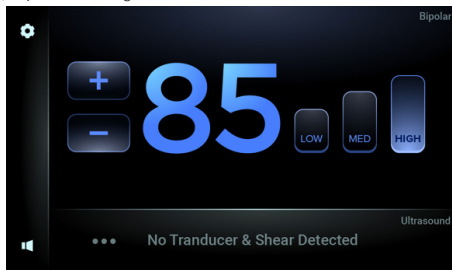 Bipolar
+
85
−
LOW
MED
HIGH
Ultrasound
••• No Tranducer & Shear Detected